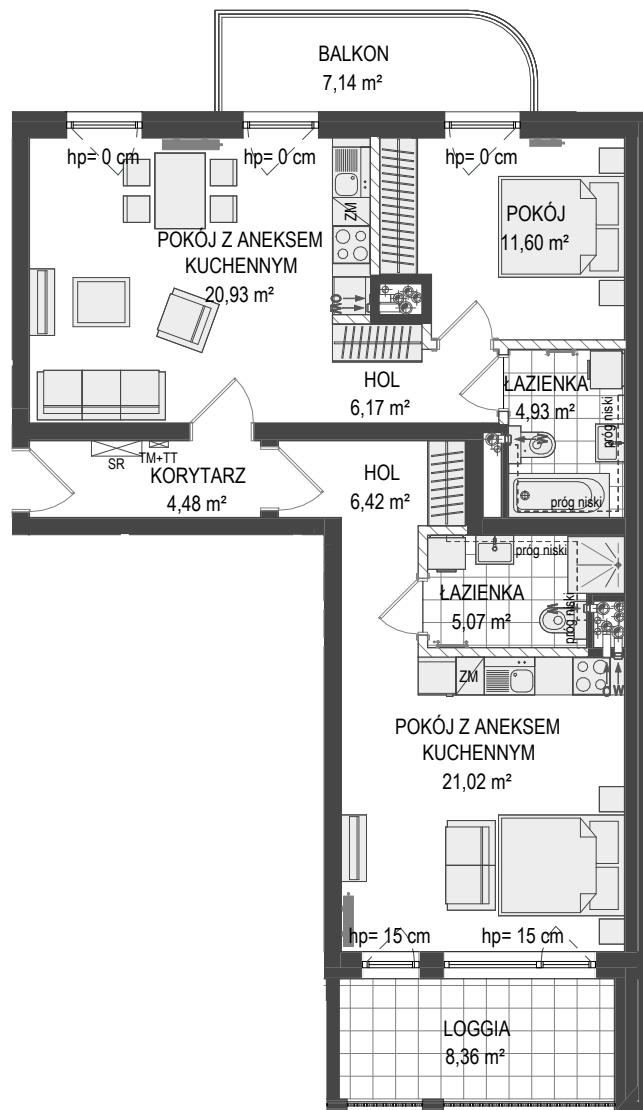 BALKON
7,14 m²
hp= 0 cm
hp= 0 cm
hp= 0 cm
ZM
POKÓJ Z ANEKSEM
KUCHENNYM
20,93 m²
POKÓJ
11,60 m²
HOL
6,17 m²
ŁAZIENKA
4,93 m²
próg niski
W
próg niski
SR
TM+TT
KORYTARZ
4,48 m²
HOL
6,42 m²
próg niski
ŁAZIENKA
5,07 m²
W
próg niski
ZM
O W
POKÓJ Z ANEKSEM
KUCHENNYM
21,02 m²
hp= 15 cm
hp= 15 cm
LOGGIA
8,36 m²